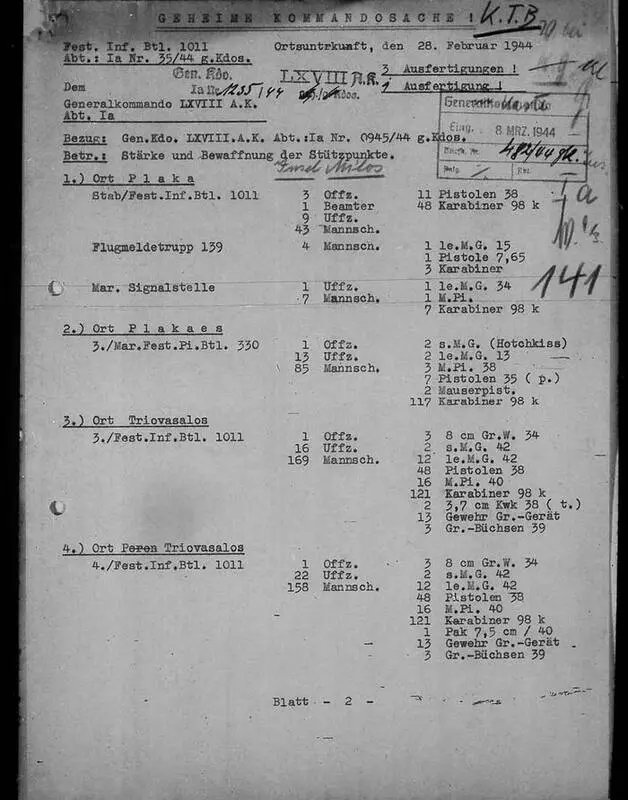 GEHEIME KOMMANDOSACHE ! K.T.B
Fest. Inf. Btl. 1011 Ortsunterkunft, den 28. Februar 1944
Abt.: Ia Nr. 35/44 g.Kdos.
Gen. Kdo. LXVIII A.K. 3 Ausfertigungen !
Dem Ia Nr 1235/44 g.Kdos. 1 Ausfertigung !
Generalkommando LXVIII A.K.
Abt. Ia
Eing. 8 MRZ. 1944
Bezug: Gen.Kdo. LXVIII.A.K. Abt.:Ia Nr. 0945/44 g.Kdos.
482/44 gK.
Betr.: Stärke und Bewaffnung der Stützpunkte.
Insel Milos
1.) Ort P l a k a
Stab/Fest.Inf.Btl. 1011 3 Offz. 11 Pistolen 38
1 Beamter 48 Karabiner 98 k
9 Uffz.
43 Mannsch.
Flugmeldetrupp 139 4 Mannsch. 1 le.M.G. 15
1 Pistole 7,65
3 Karabiner
141
Mar. Signalstelle 1 Uffz. 1 le.M.G. 34
7 Mannsch. 1 M.Pi.
7 Karabiner 98 k
2.) Ort P l a k a e s
3./Mar.Fest.Pi.Btl. 330 1 Offz. 2 s.M.G. (Hotchkiss)
13 Uffz. 2 le.M.G. 13
85 Mannsch. 3 M.Pi. 38
7 Pistolen 35 ( p.)
2 Mauserpist.
117 Karabiner 98 k
3.) Ort Triovasalos
3./Fest.Inf.Btl. 1011 1 Offz. 3 8 cm Gr.W. 34
16 Uffz. 2 s.M.G. 42
169 Mannsch. 12 le.M.G. 42
48 Pistolen 38
16 M.Pi. 40
121 Karabiner 98 k
2 3,7 cm Kwk 38 ( t.)
13 Gewehr Gr.-Gerät
3 Gr.-Büchsen 39
4.) Ort Peren Triovasalos
4./Fest.Inf.Btl. 1011 1 Offz. 3 8 cm Gr.W. 34
22 Uffz. 2 s.M.G. 42
158 Mannsch. 12 le.M.G. 42
48 Pistolen 38
16 M.Pi. 40
121 Karabiner 98 k
1 Pak 7,5 cm / 40
13 Gewehr Gr.-Gerät
3 Gr.-Büchsen 39
Blatt - 2 -